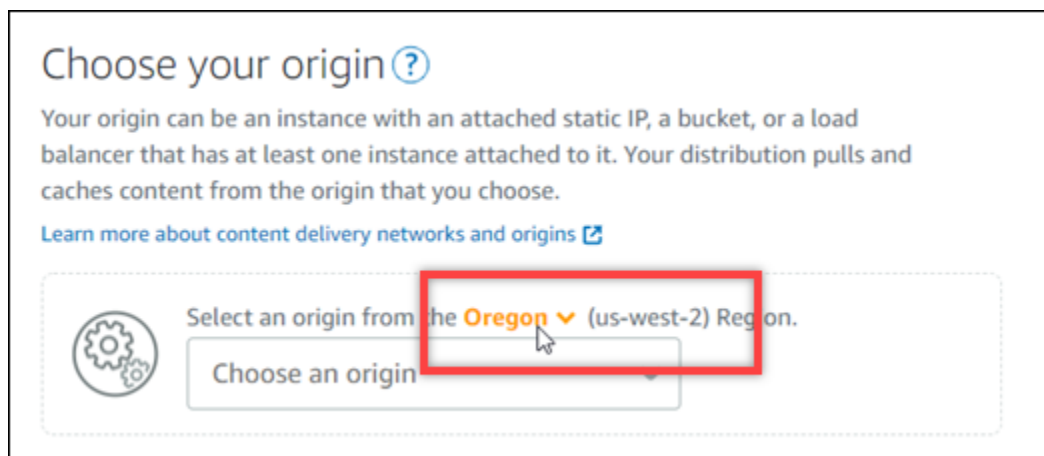 Choose your origin ?
Your origin can be an instance with an attached static IP, a bucket, or a load
balancer that has at least one instance attached to it. Your distribution pulls and
caches content from the origin that you choose.
Learn more about content delivery networks and origins
Select an origin from the Oregon (us-west-2) Region.
Choose an origin